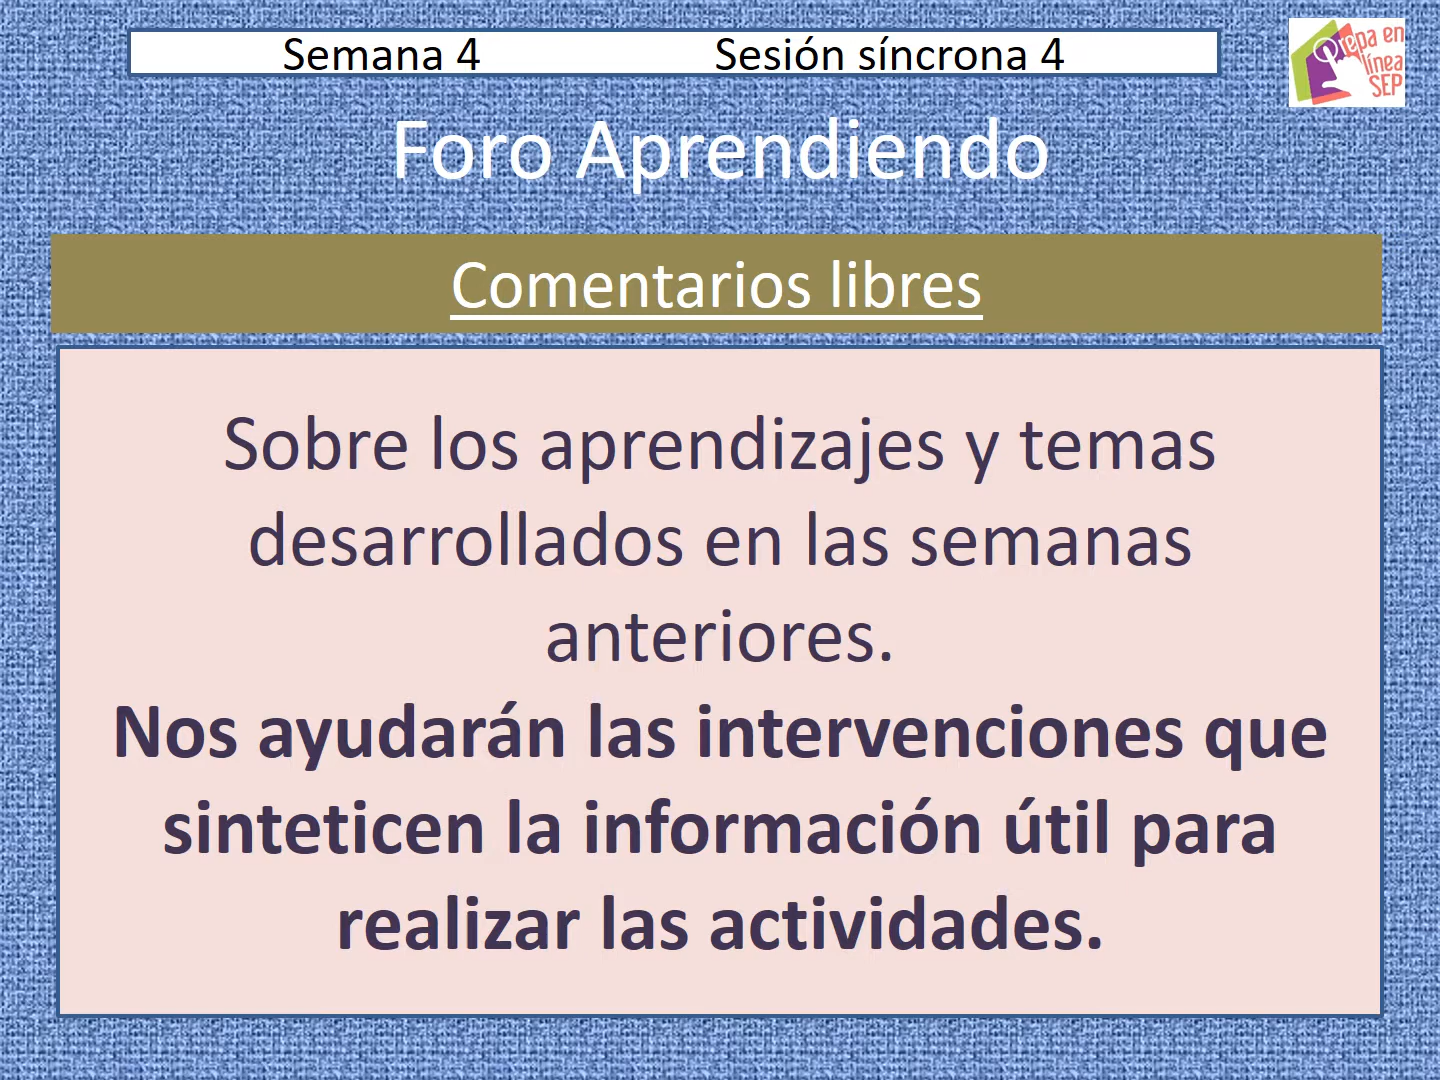 Semana 4 Sesión síncrona 4
Prepa en
línea
SEP
Foro Aprendiendo
Comentarios libres
Sobre los aprendizajes y temas
desarrollados en las semanas
anteriores.
Nos ayudarán las intervenciones que
sinteticen la información útil para
realizar las actividades.